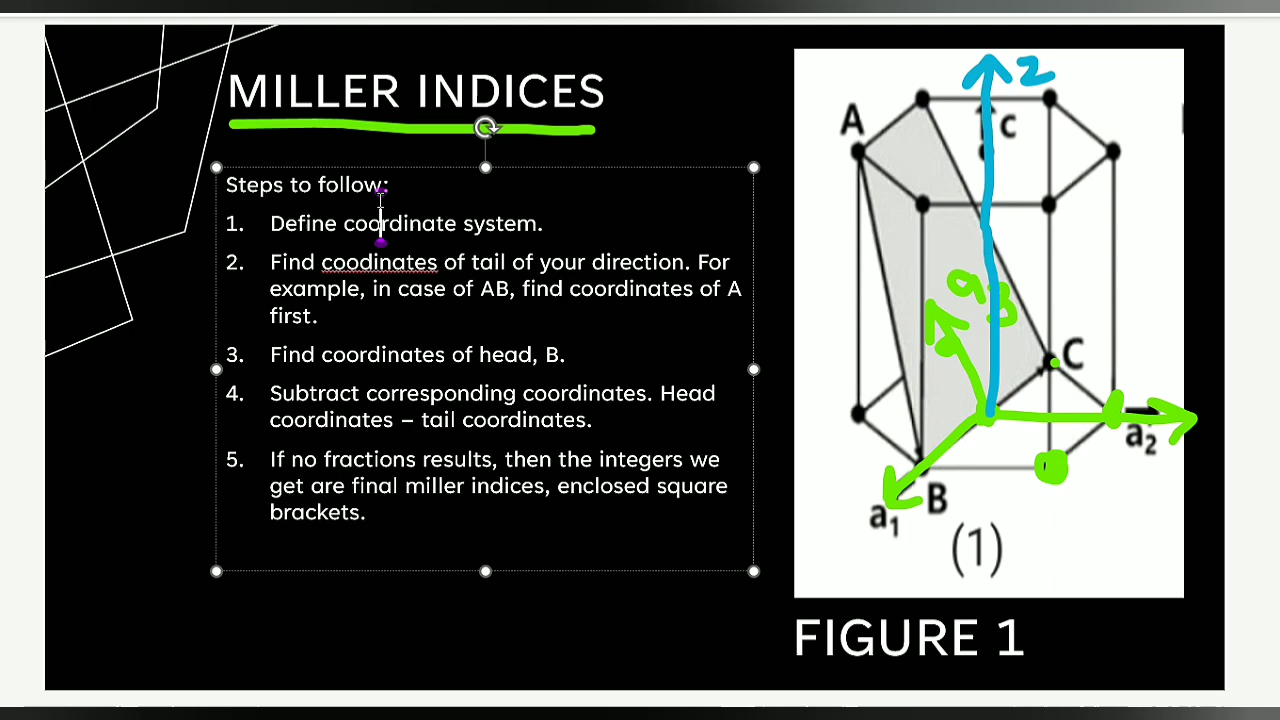 MILLER INDICES
Steps to follow:
1. Define coordinate system.
2. Find coodinates of tail of your direction. For
example, in case of AB, find coordinates of A
first.
3. Find coordinates of head, B.
4. Subtract corresponding coordinates. Head
coordinates – tail coordinates.
5. If no fractions results, then the integers we
get are final miller indices, enclosed square
brackets.
z
A
c
a3
C
a2
B
a1
(1)
FIGURE 1